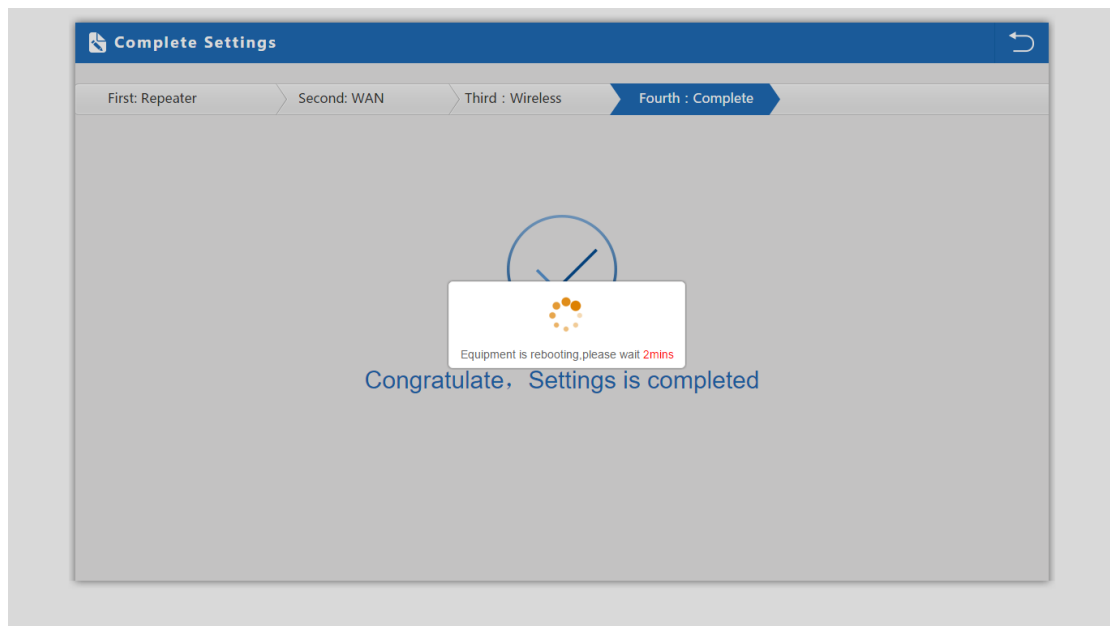 Complete Settings
First: Repeater
Second: WAN
Third : Wireless
Fourth : Complete
Equipment is rebooting,please wait 2mins
Congratulate，Settings is completed